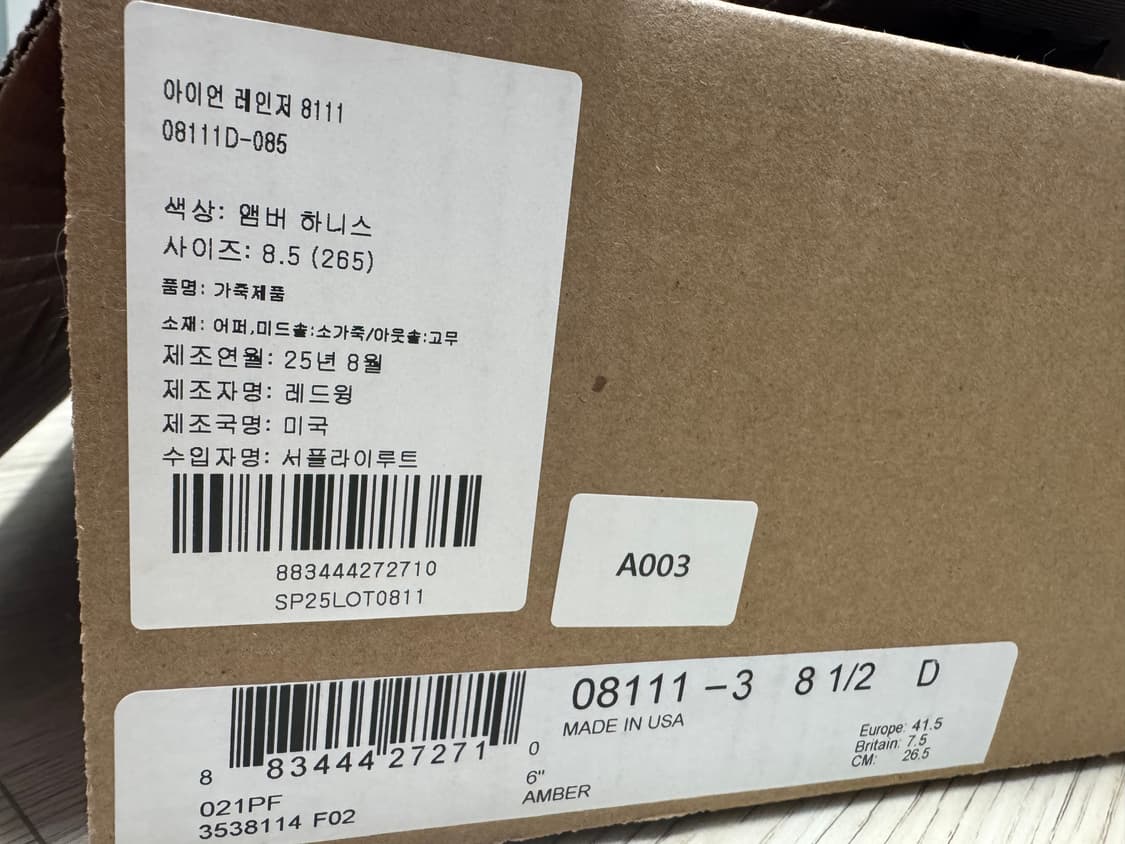 아이언 레인저 8111
08111D-085
색상: 앰버 하니스
사이즈: 8.5 (265)
품명: 가죽제품
소재: 어퍼,미드솔:소가죽/아웃솔:고무
제조연월: 25년 8월
제조자명: 레드윙
제조국명: 미국
수입자명: 서플라이루트
883444272710
SP25LOT0811
A003
08111 -3 8 1/2 D
MADE IN USA
Europe: 41.5
Britain: 7.5
CM: 26.5
8 83444 27271 0
6"
AMBER
021PF
3538114 F02